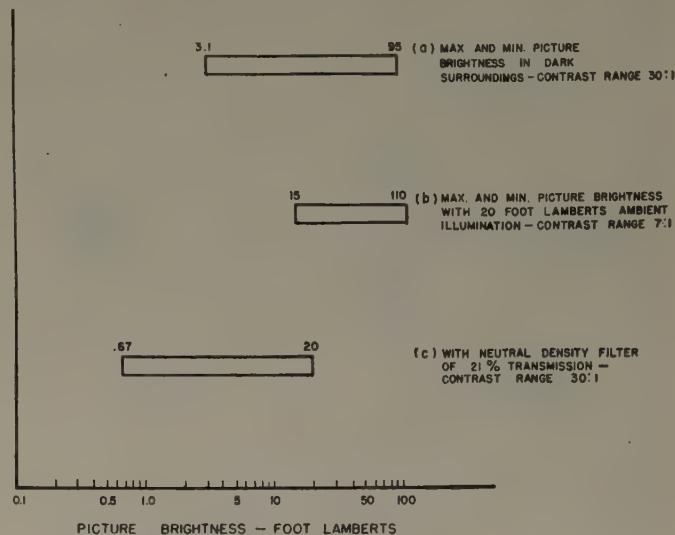 3.1 95
(a) MAX AND MIN. PICTURE
BRIGHTNESS IN DARK
SURROUNDINGS – CONTRAST RANGE 30:1
15 110
(b) MAX. AND MIN. PICTURE BRIGHTNESS
WITH 20 FOOT LAMBERTS AMBIENT
ILLUMINATION – CONTRAST RANGE 7:1
.67 20
(c) WITH NEUTRAL DENSITY FILTER
OF 21 % TRANSMISSION –
CONTRAST RANGE 30:1
0.1 0.5 1.0 5 10 50 100
PICTURE BRIGHTNESS – FOOT LAMBERTS